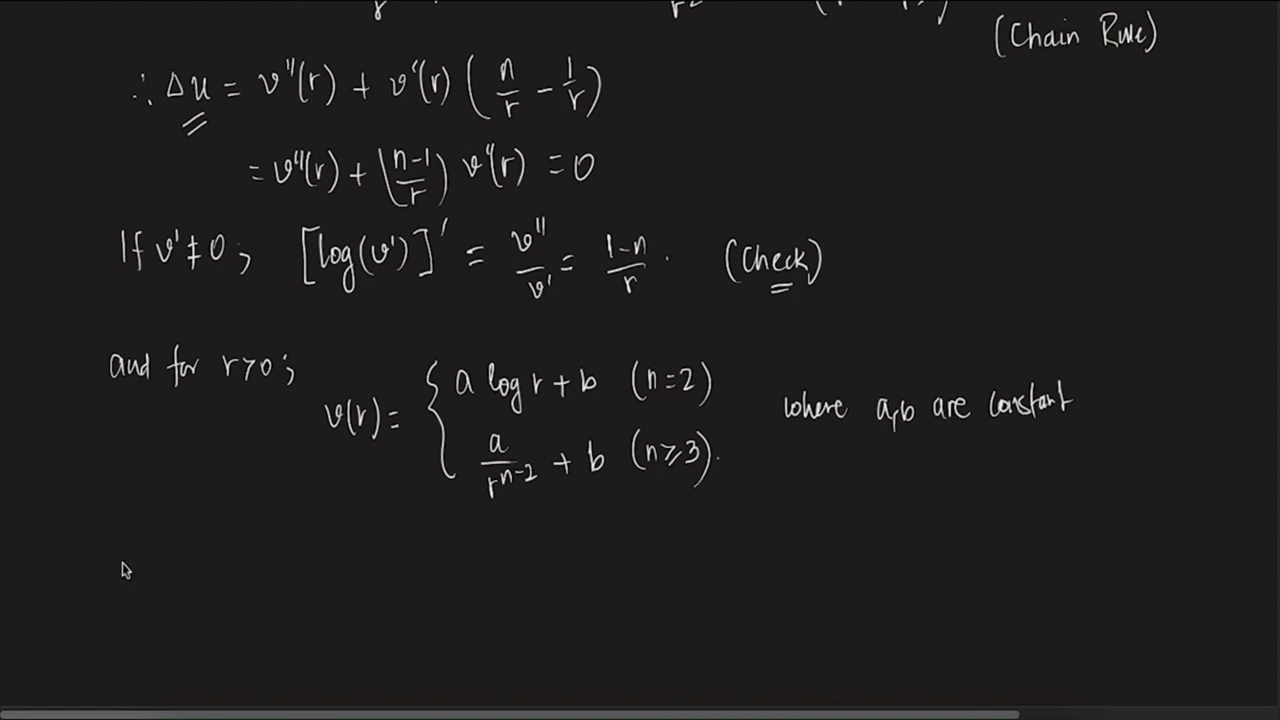 (Chain Rule)
∴ Δu = v''(r) + v'(r) (n/r − 1/r)
= v''(r) + (n−1/r) v'(r) = 0
If v' ≠ 0; [log(v')]' = v''/v' = 1−n/r. (Check)
and for r>0;
v(r) = { a log r + b (n=2)
a/r^{n−2} + b (n≥3). where a,b are constant